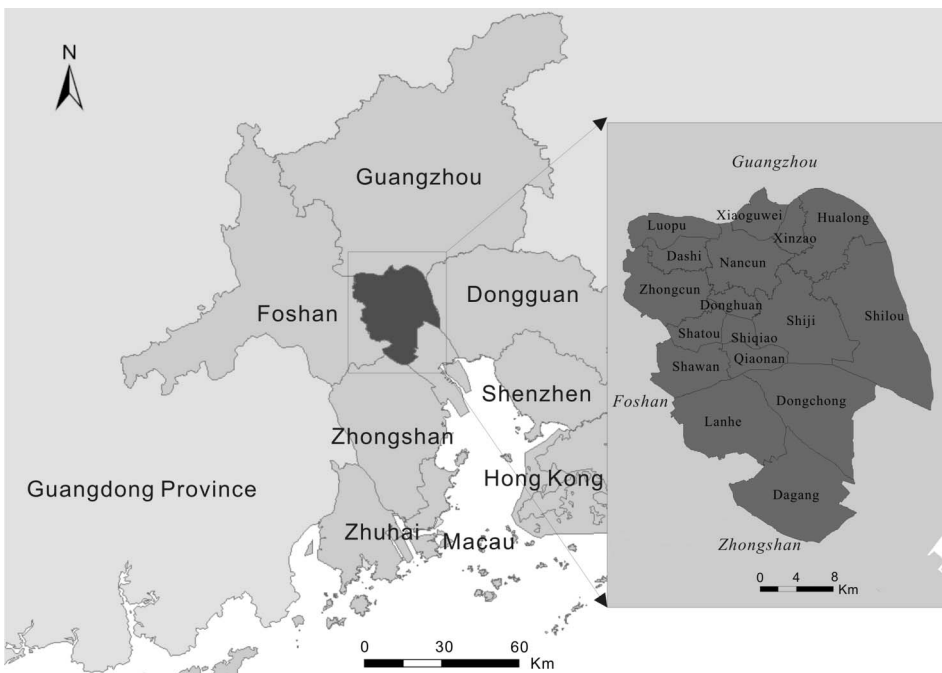 N
Guangzhou
Foshan
Dongguan
Shenzhen
Zhongshan
Hong Kong
Guangdong Province
Zhuhai
Macau
0 30 60
Km
Guangzhou
Xiaoguwei
Luopu
Hualong
Xinzao
Dashi
Nancun
Zhongcun
Donghuan
Shiji
Shilou
Shatou
Shiqiao
Qiaonan
Shawan
Foshan
Dongchong
Lanhe
Dagang
Zhongshan
0 4 8
Km